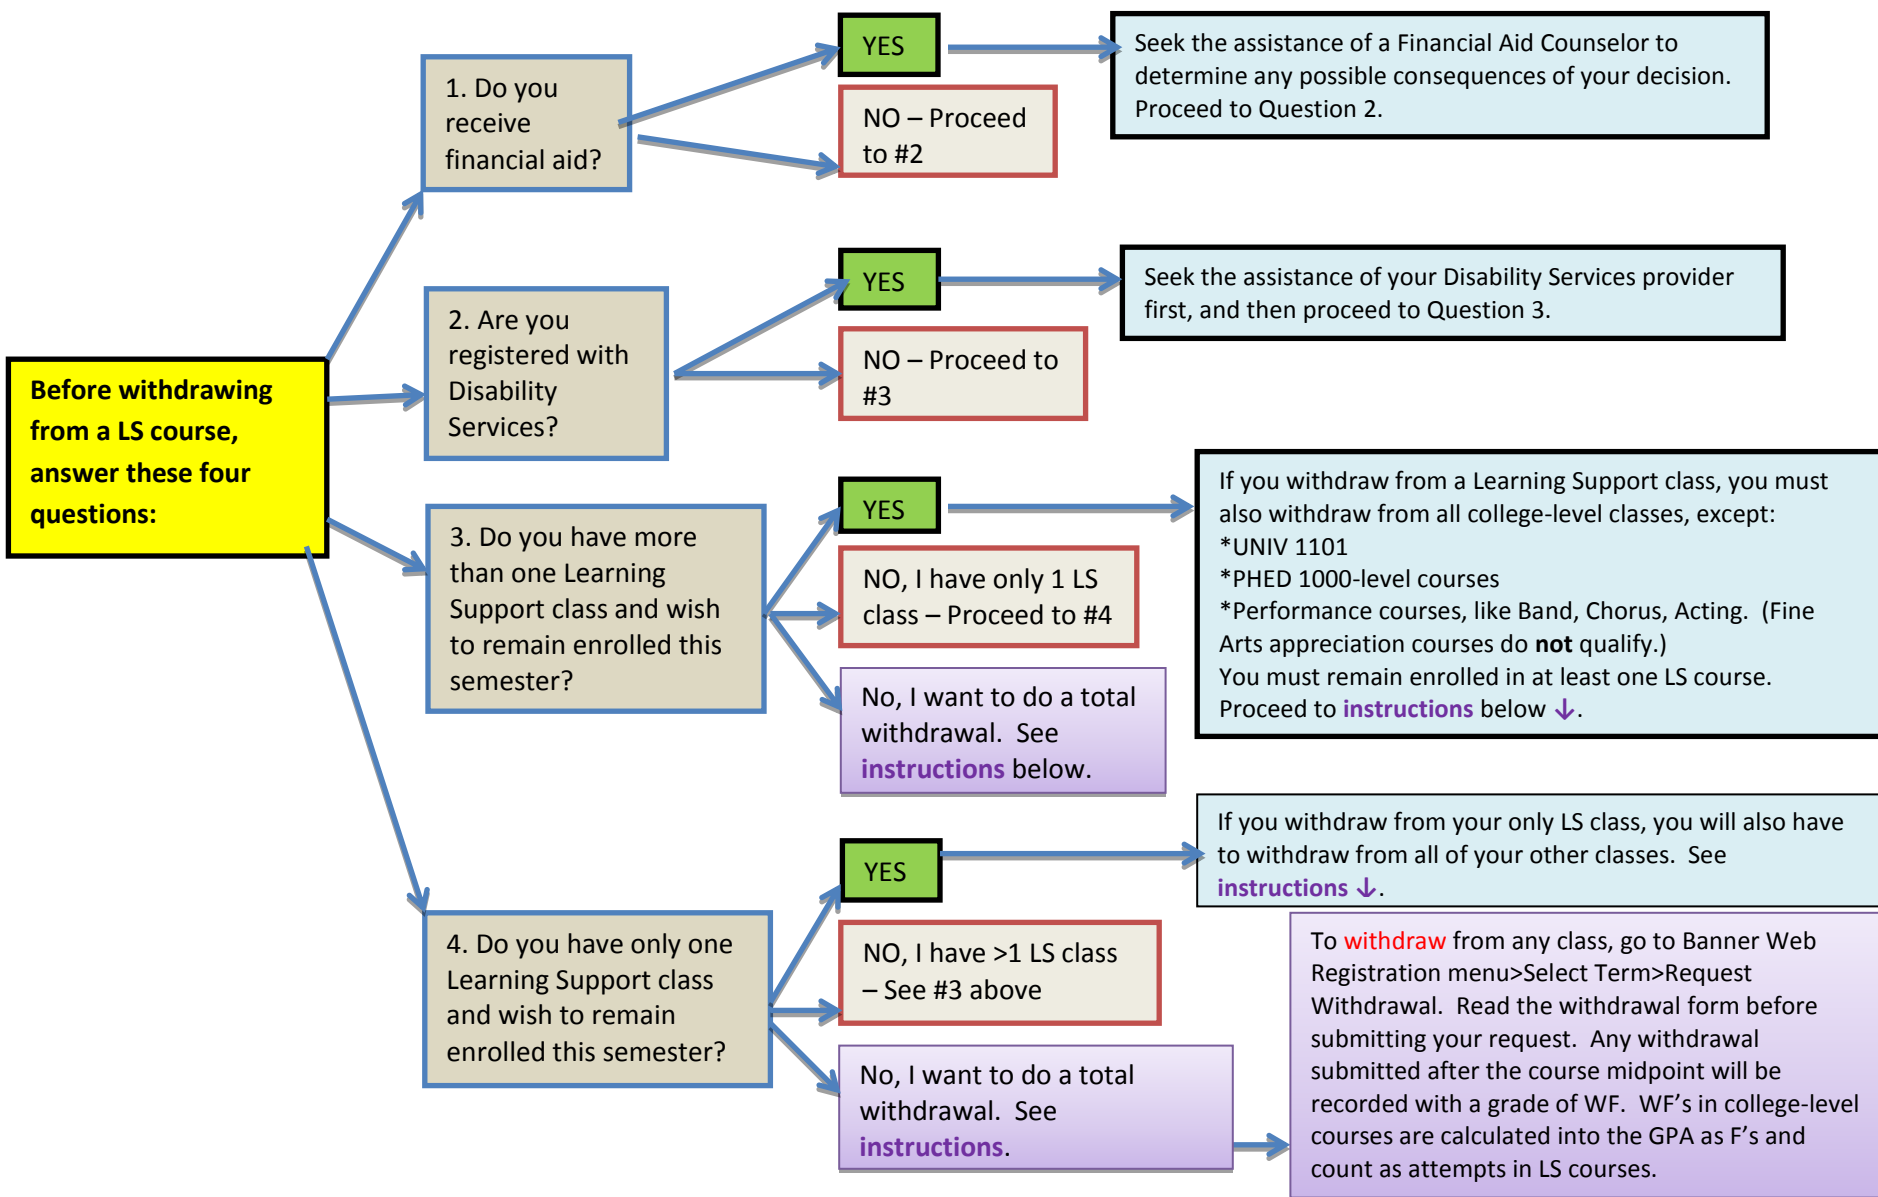 Before withdrawing
from a LS course,
answer these four
questions:
1. Do you
receive
financial aid?
YES
Seek the assistance of a Financial Aid Counselor to
determine any possible consequences of your decision.
Proceed to Question 2.
NO – Proceed
to #2
2. Are you
registered with
Disability
Services?
YES
Seek the assistance of your Disability Services provider
first, and then proceed to Question 3.
NO – Proceed to
#3
3. Do you have more
than one Learning
Support class and wish
to remain enrolled this
semester?
YES
If you withdraw from a Learning Support class, you must
also withdraw from all college-level classes, except:
*UNIV 1101
*PHED 1000-level courses
*Performance courses, like Band, Chorus, Acting.  (Fine
Arts appreciation courses do not qualify.)
You must remain enrolled in at least one LS course.
Proceed to instructions below ↓.
NO, I have only 1 LS
class – Proceed to #4
No, I want to do a total
withdrawal.  See
instructions below.
4. Do you have only one
Learning Support class
and wish to remain
enrolled this semester?
YES
If you withdraw from your only LS class, you will also have
to withdraw from all of your other classes.  See
instructions ↓.
NO, I have >1 LS class
– See #3 above
No, I want to do a total
withdrawal.  See
instructions.
To withdraw from any class, go to Banner Web
Registration menu>Select Term>Request
Withdrawal.  Read the withdrawal form before
submitting your request.  Any withdrawal
submitted after the course midpoint will be
recorded with a grade of WF.  WF's in college-level
courses are calculated into the GPA as F's and
count as attempts in LS courses.